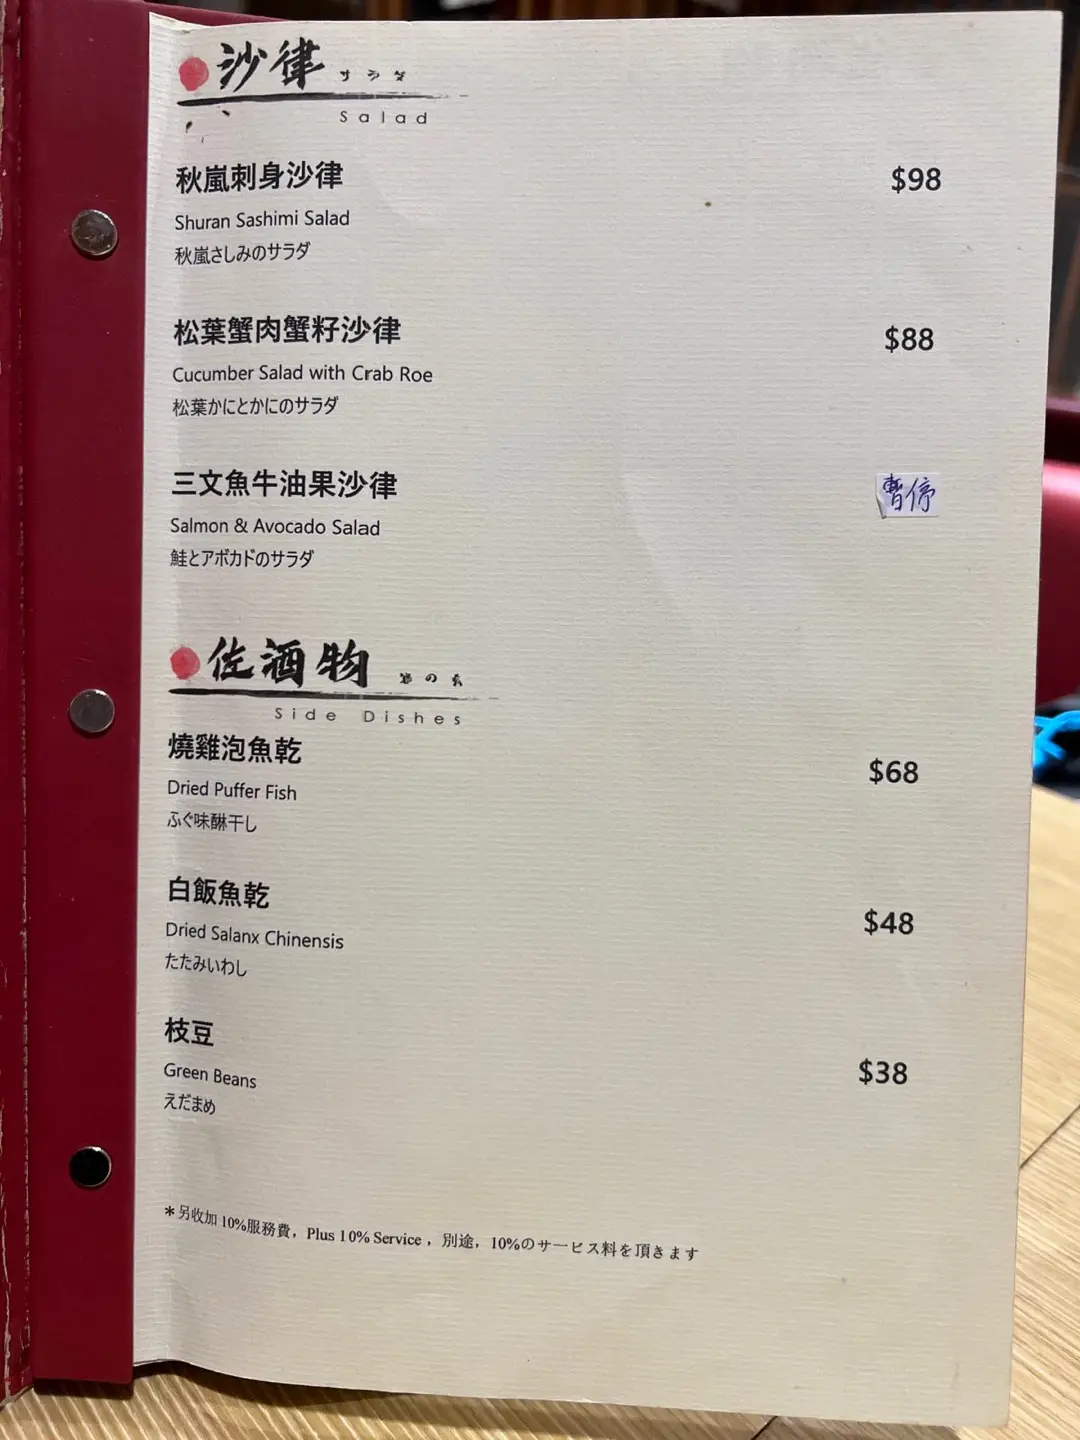 沙律 サラダ
Salad
秋嵐刺身沙律
$98
Shuran Sashimi Salad
秋嵐さしみのサラダ
松葉蟹肉蟹籽沙律
$88
Cucumber Salad with Crab Roe
松葉かにとかにのサラダ
三文魚牛油果沙律
暫停
Salmon & Avocado Salad
鮭とアボカドのサラダ
佐酒物
Side Dishes
燒雞泡魚乾
$68
Dried Puffer Fish
ふぐ味醂干し
白飯魚乾
$48
Dried Salanx Chinensis
たたみいわし
枝豆
$38
Green Beans
えだまめ
*另收加 10%服務費, Plus 10% Service , 別途, 10%のサービス料を頂きます